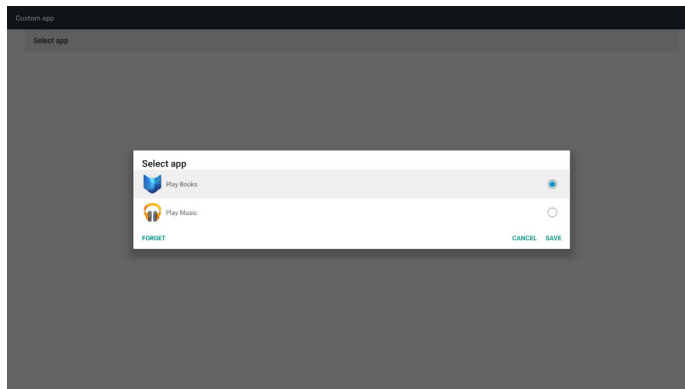 Custom app
Select app
Select app
Play Books
Play Music
FORGET CANCEL SAVE